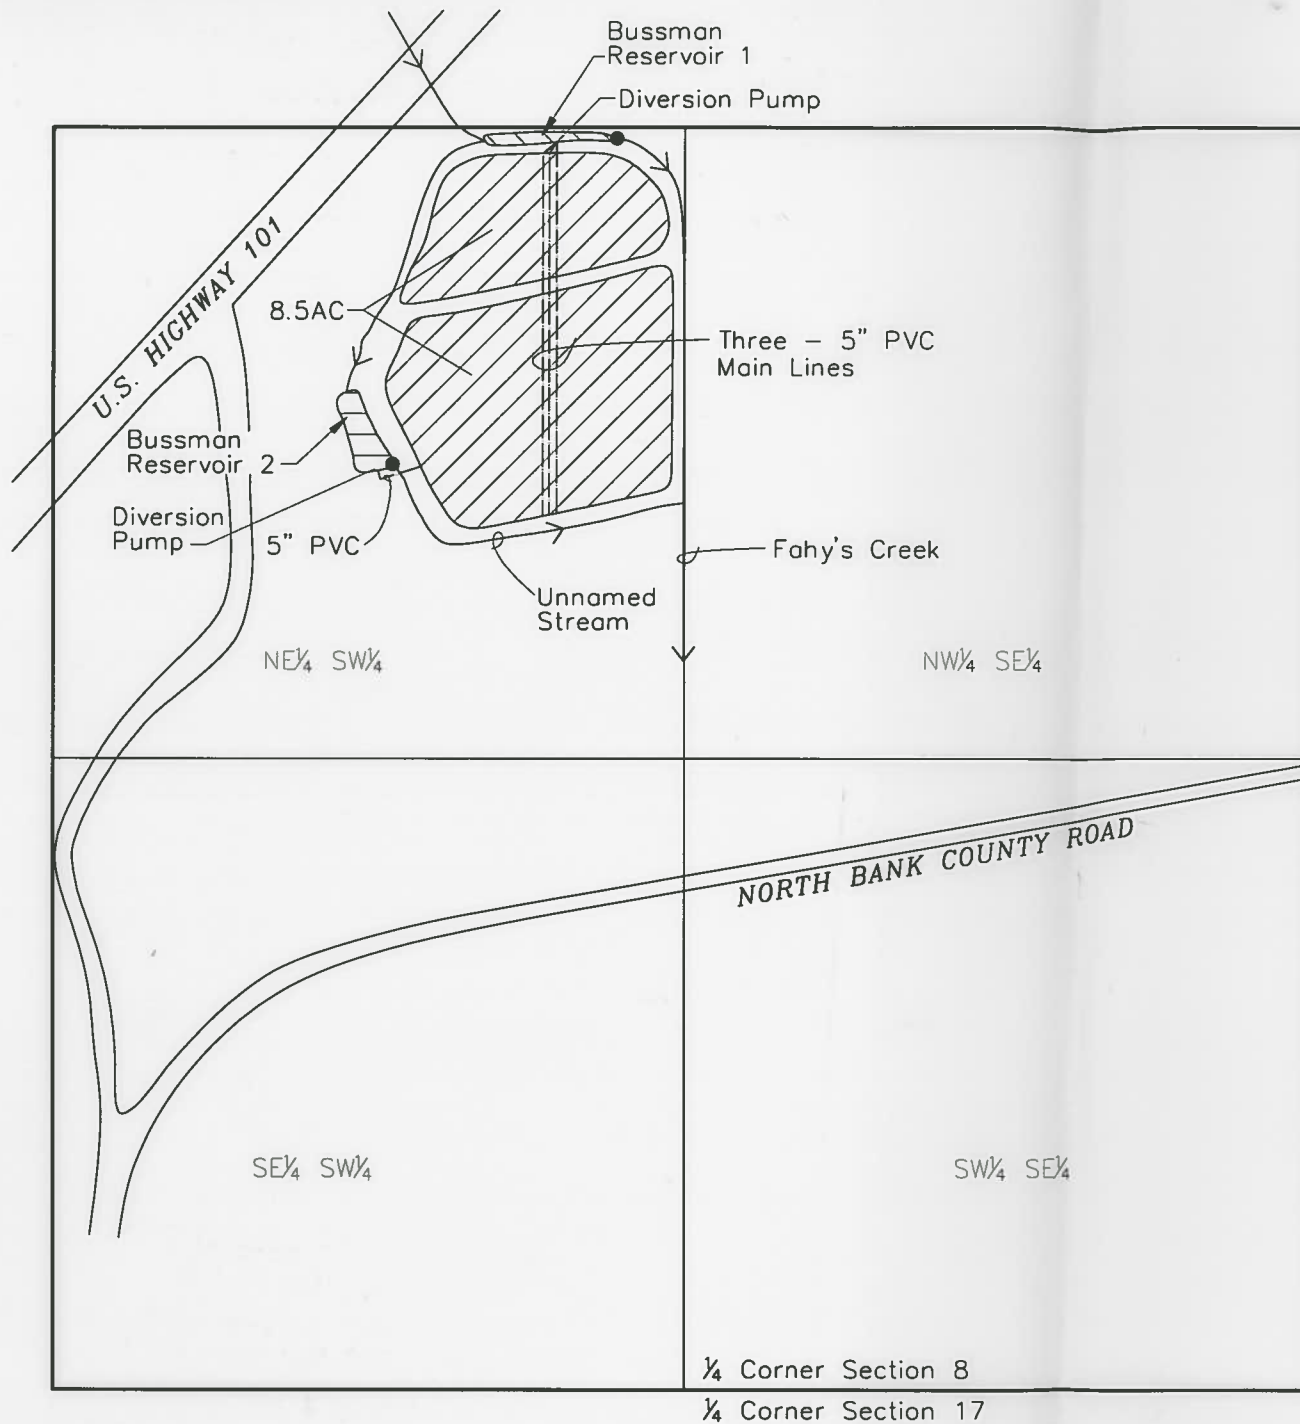 Bussman
Reservoir 1
Diversion Pump
U.S. HIGHWAY 101
8.5AC
Three - 5" PVC
Main Lines
Bussman
Reservoir 2
Diversion
Pump
5" PVC
Fahy's Creek
Unnamed
Stream
NE¼ SW¼
NW¼ SE¼
NORTH BANK COUNTY ROAD
SE¼ SW¼
SW¼ SE¼
¼ Corner Section 8
¼ Corner Section 17